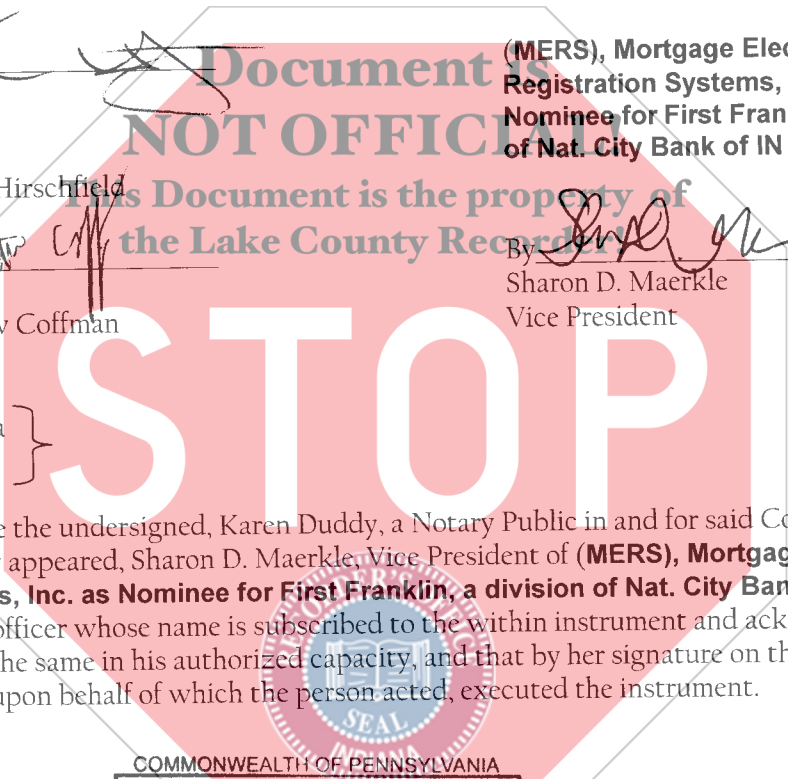 (MERS), Mortgage Elec
Registration Systems,
Nominee for First Fran
of Nat. City Bank of IN
Document is
NOT OFFICIAL!
This Document is the property of
the Lake County Recorder!
Hirschfield
By
Sharon D. Maerkle
Vice President
Coffman
STOP
e the undersigned, Karen Duddy, a Notary Public in and for said Co
appeared, Sharon D. Maerkle, Vice President of (MERS), Mortgag
s, Inc. as Nominee for First Franklin, a division of Nat. City Ban
officer whose name is subscribed to the within instrument and ack
he same in his authorized capacity, and that by her signature on th
upon behalf of which the person acted, executed the instrument.
SEAL
INDIANA
COMMONWEALTH OF PENNSYLVANIA